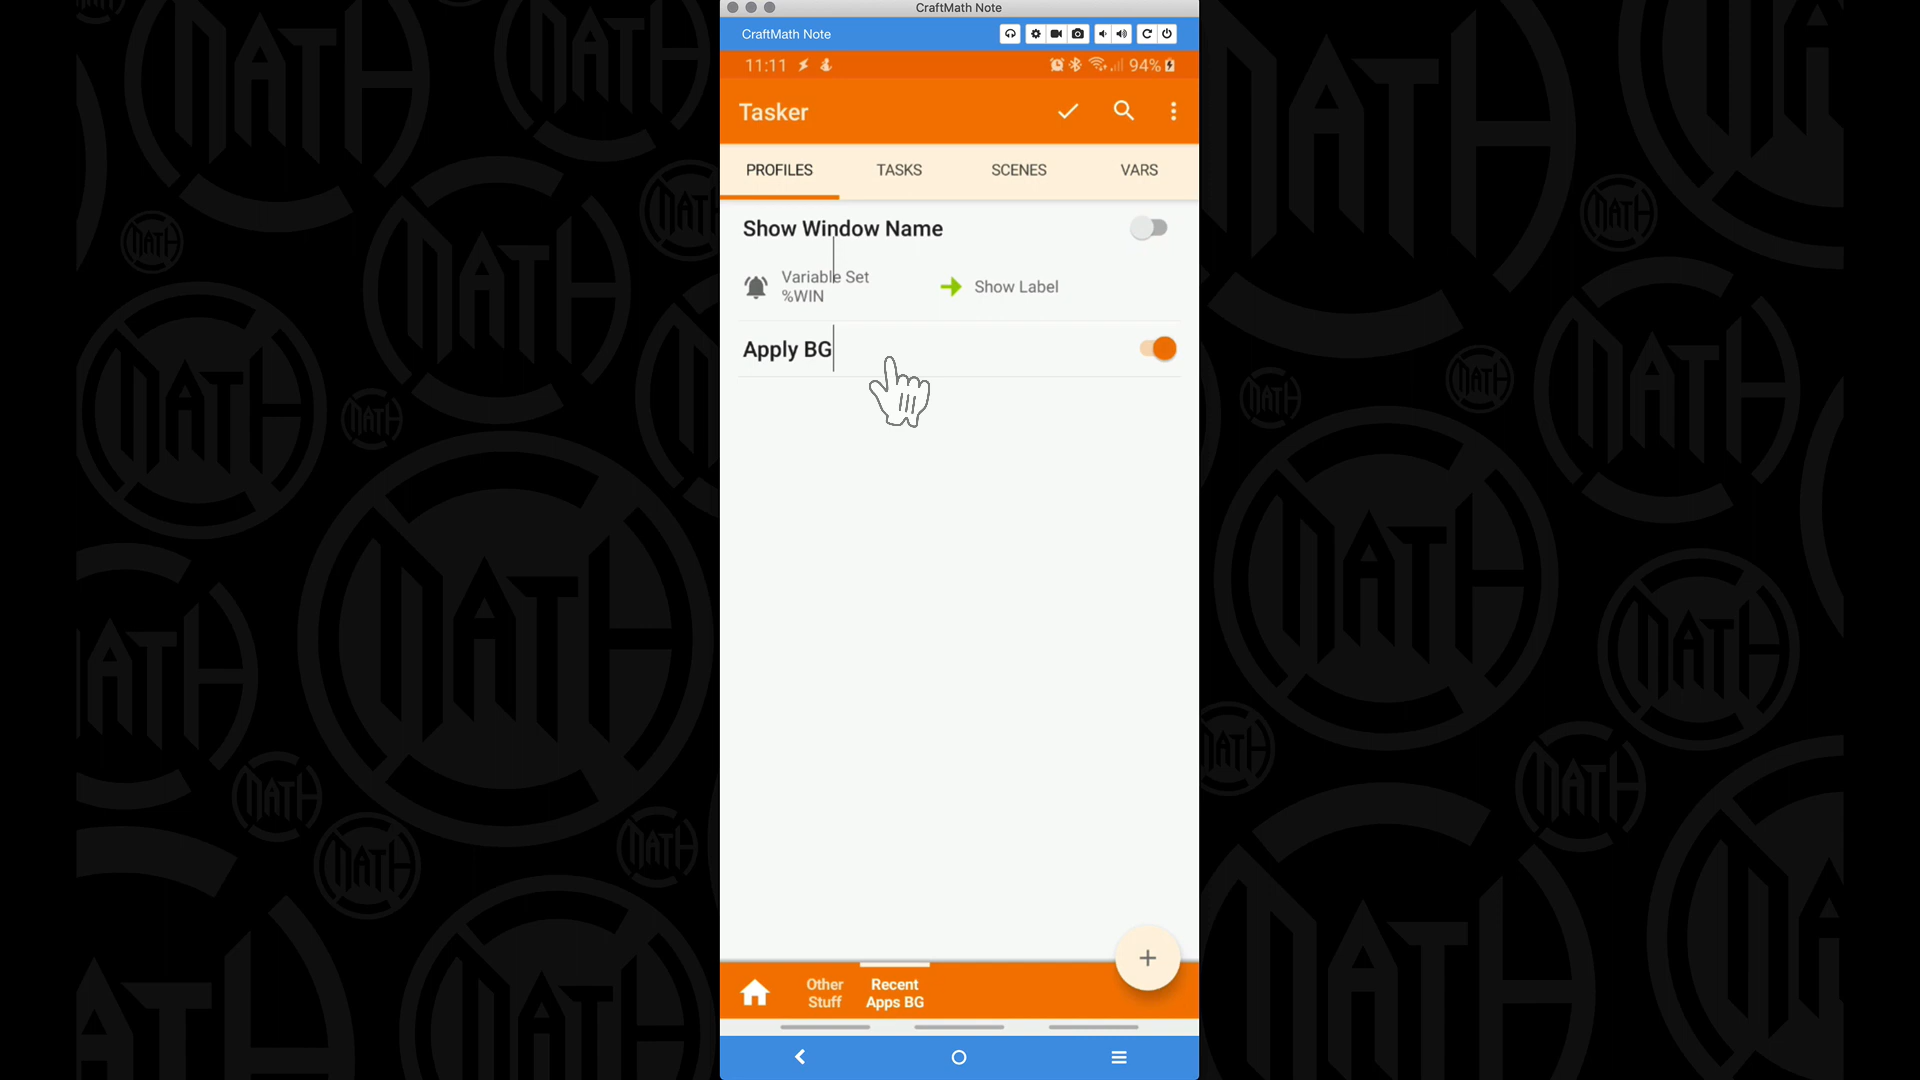 CraftMath Note
CraftMath Note
11:11
94%
Tasker
PROFILES TASKS SCENES VARS
Show Window Name
Variable Set
%WIN
Show Label
Apply BG
Other
Stuff
Recent
Apps BG